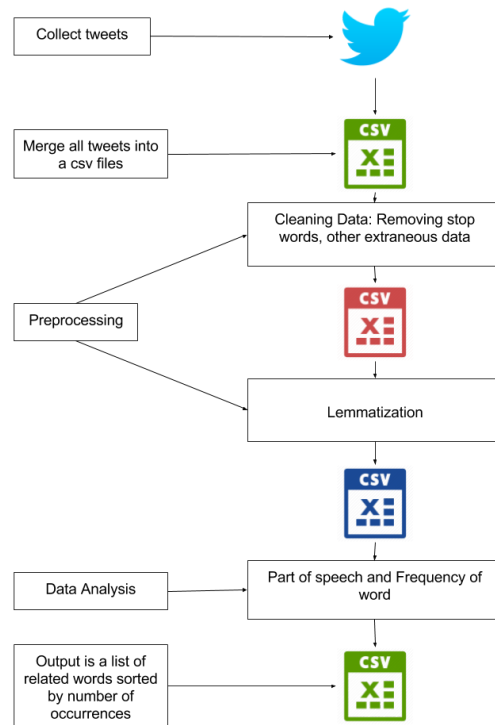 Collect tweets
CSV
Merge all tweets into
a csv files
Cleaning Data: Removing stop
words, other extraneous data
CSV
Preprocessing
Lemmatization
CSV
Data Analysis
Part of speech and Frequency of
word
Output is a list of
related words sorted
by number of
occurrences
CSV